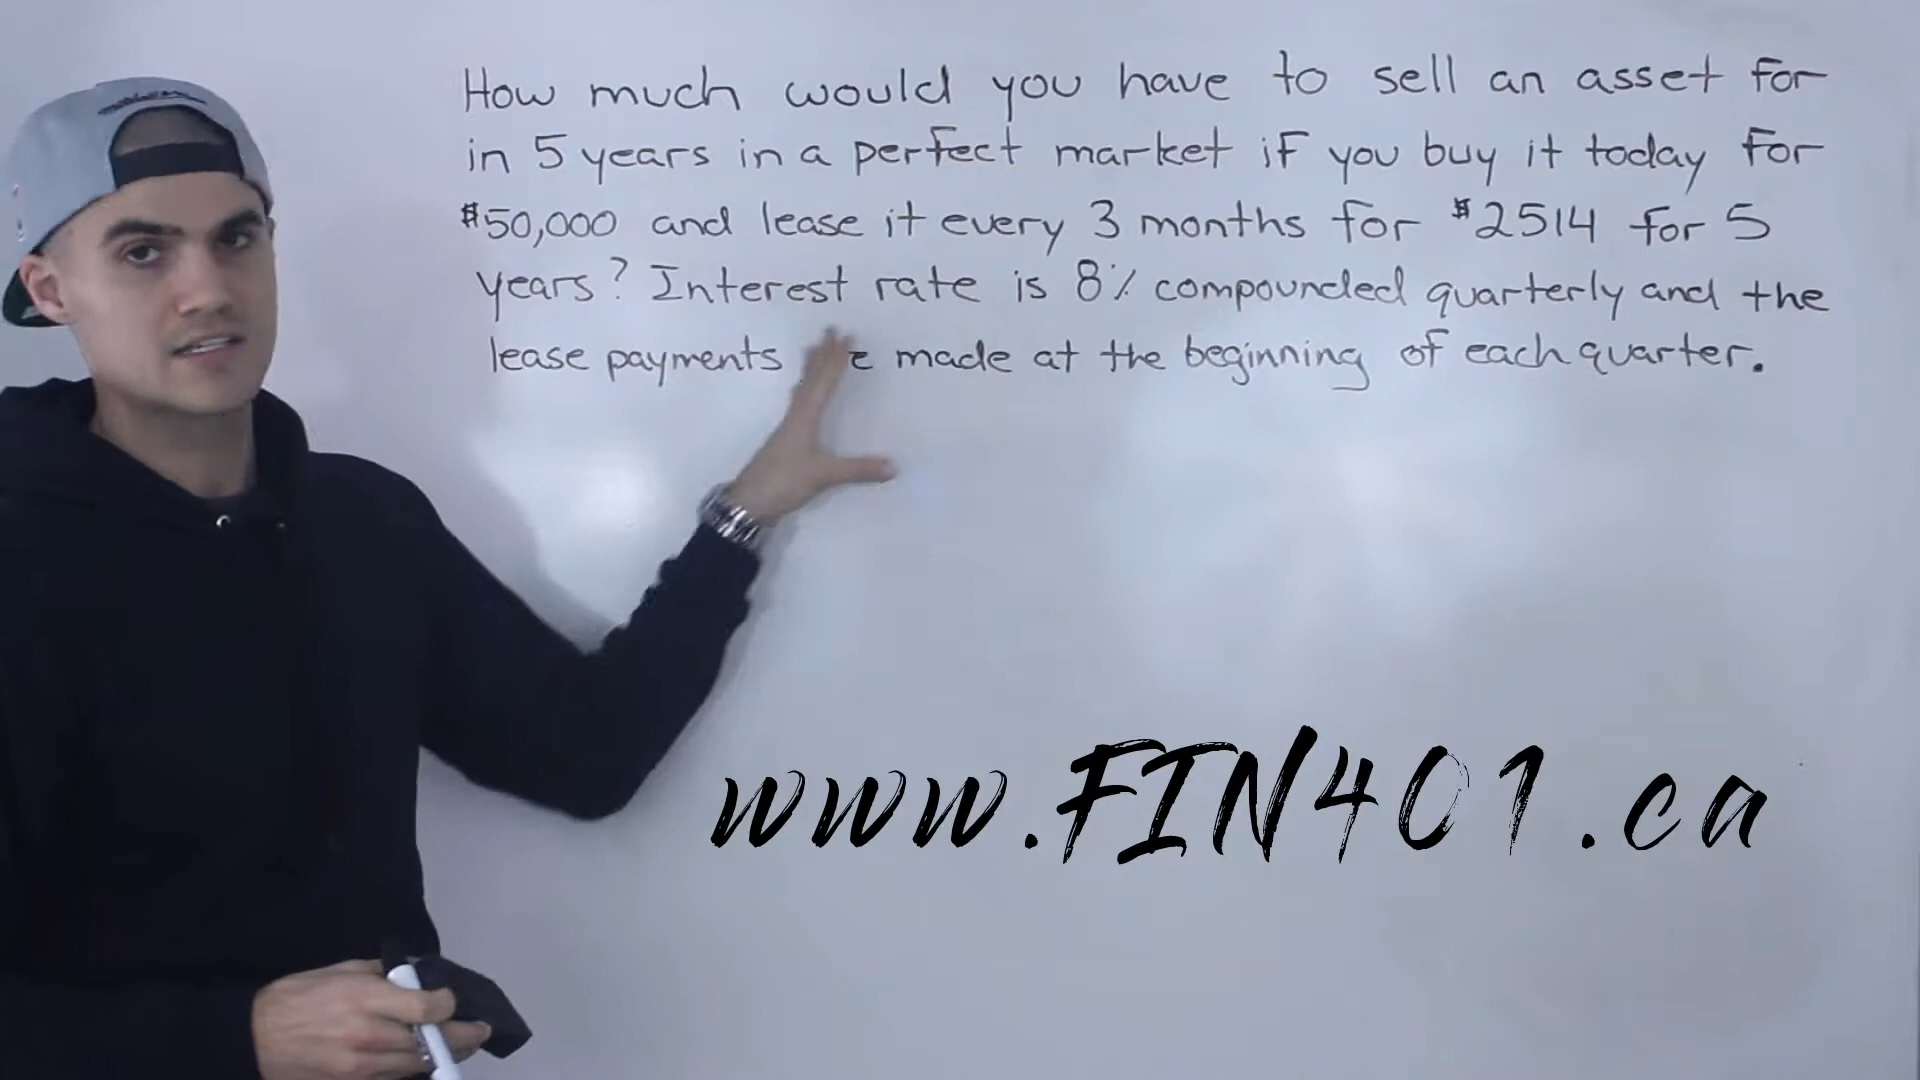 How much would you have to sell an asset for
in 5 years in a perfect market if you buy it today for
$50,000 and lease it every 3 months for $2514 for 5
years? Interest rate is 8% compounded quarterly and the
lease payments made at the beginning of each quarter.
www.FIN401.ca